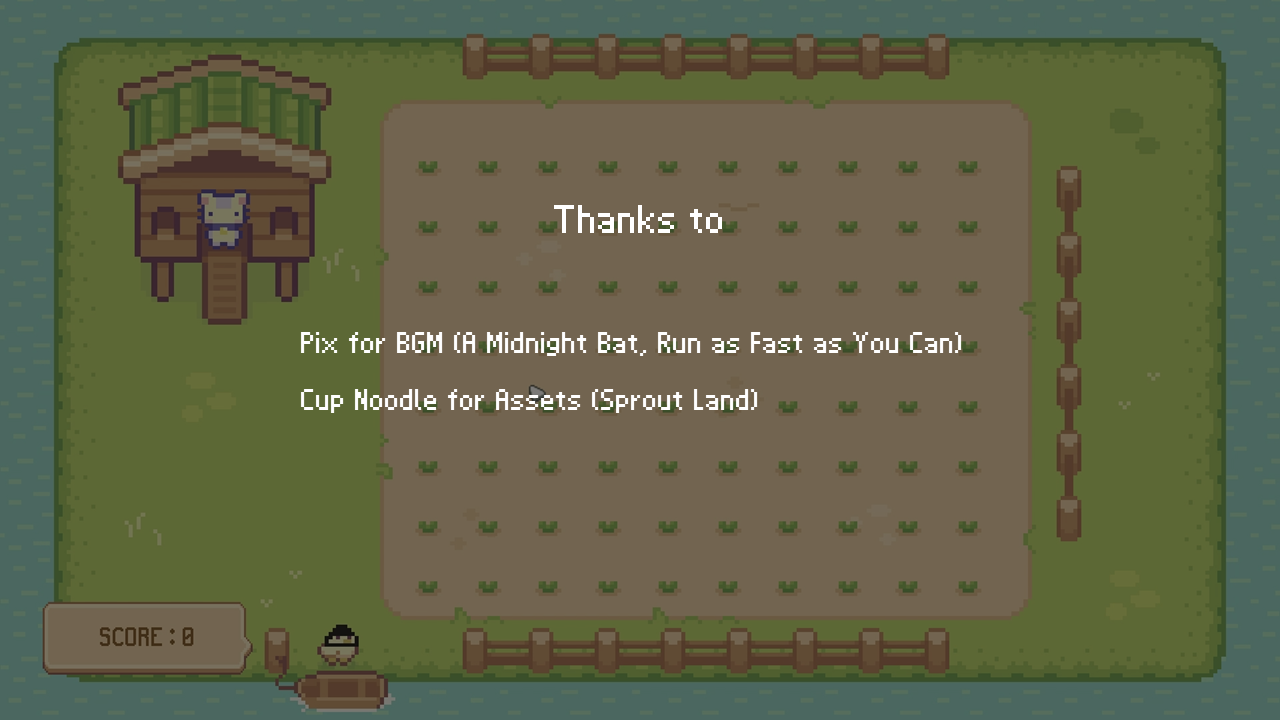 Thanks to
Pix for BGM (A Midnight Bat, Run as Fast as You Can)
Cup Noodle for Assets (Sprout Land)
SCORE : 0